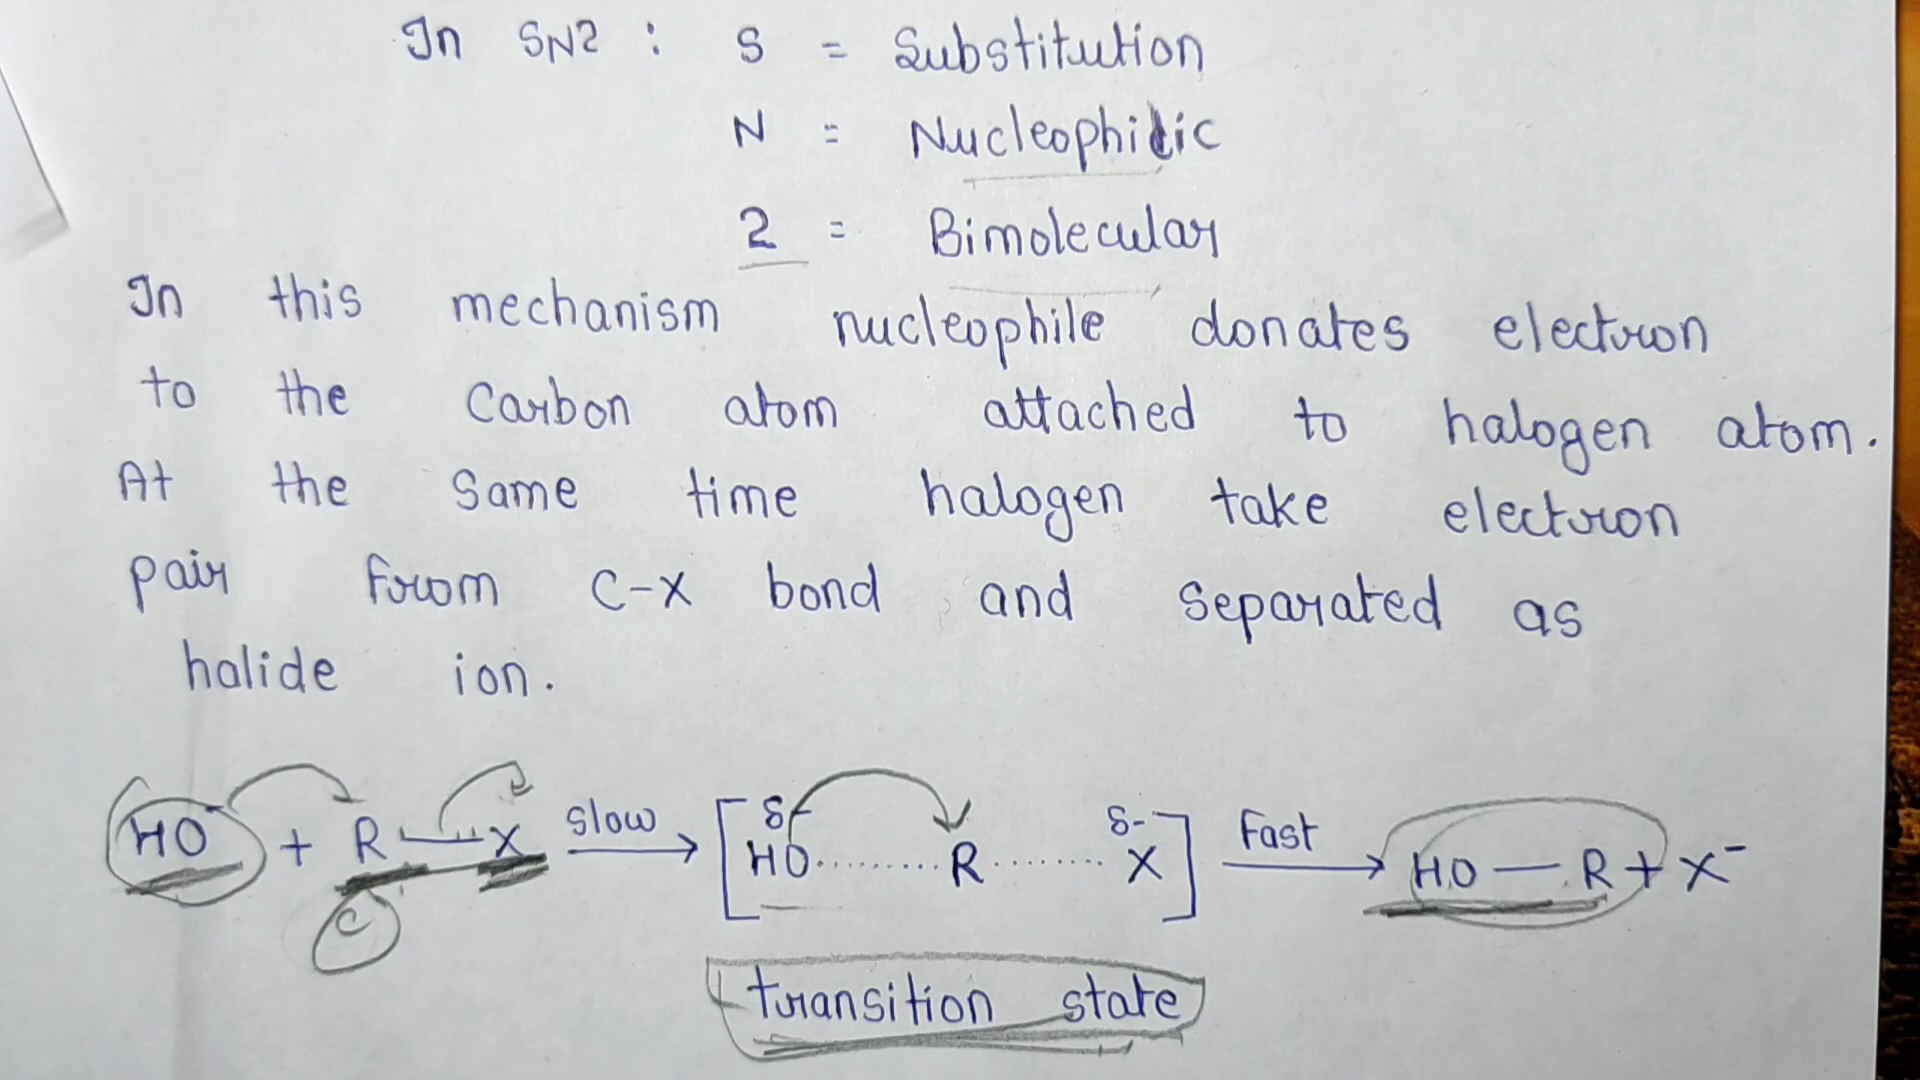 In SN2 : S = Substitution
N = Nucleophilic
2 = Bimolecular
In this mechanism nucleophile donates electron
to the Carbon atom attached to halogen atom.
At the Same time halogen take electron
pair from C-X bond and Separated as
halide ion.
HO⁻ + R—X slow → [δ- HO.........R........X δ-] Fast → HO — R + X⁻
C
transition state